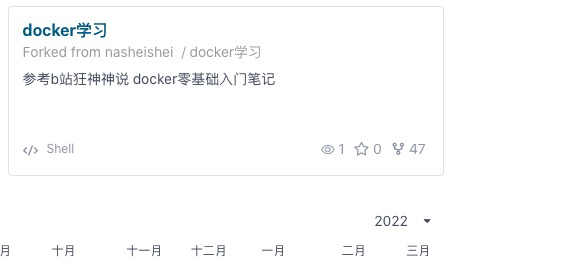 docker学习
Forked from nasheishei / docker学习
参考b站狂神神说 docker零基础入门笔记
Shell 1 0 47
2022
月 十月 十一月 十二月 一月 二月 三月